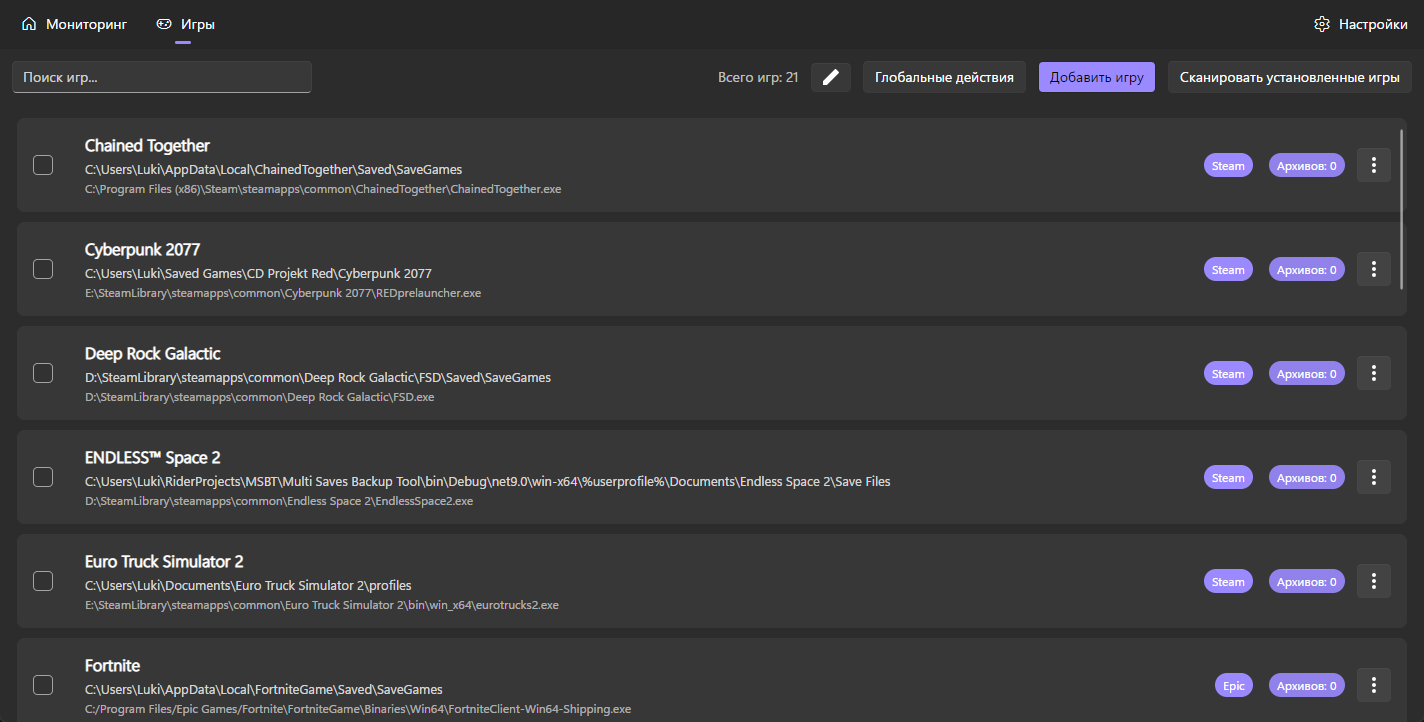 Мониторинг
Игры
Настройки
Поиск игр...
Всего игр: 21
Глобальные действия
Добавить игру
Сканировать установленные игры
Chained Together
C:\Users\Luki\AppData\Local\ChainedTogether\Saved\SaveGames
C:\Program Files (x86)\Steam\steamapps\common\ChainedTogether\ChainedTogether.exe
Steam
Архивов: 0
Cyberpunk 2077
C:\Users\Luki\Saved Games\CD Projekt Red\Cyberpunk 2077
E:\SteamLibrary\steamapps\common\Cyberpunk 2077\REDprelauncher.exe
Steam
Архивов: 0
Deep Rock Galactic
D:\SteamLibrary\steamapps\common\Deep Rock Galactic\FSD\Saved\SaveGames
D:\SteamLibrary\steamapps\common\Deep Rock Galactic\FSD.exe
Steam
Архивов: 0
ENDLESS™ Space 2
C:\Users\Luki\RiderProjects\MSBT\Multi Saves Backup Tool\bin\Debug\net9.0\win-x64\%userprofile%\Documents\Endless Space 2\Save Files
D:\SteamLibrary\steamapps\common\Endless Space 2\EndlessSpace2.exe
Steam
Архивов: 0
Euro Truck Simulator 2
C:\Users\Luki\Documents\Euro Truck Simulator 2\profiles
E:\SteamLibrary\steamapps\common\Euro Truck Simulator 2\bin\win_x64\eurotrucks2.exe
Steam
Архивов: 0
Fortnite
C:\Users\Luki\AppData\Local\FortniteGame\Saved\SaveGames
C:/Program Files/Epic Games/Fortnite\FortniteGame\Binaries\Win64\FortniteClient-Win64-Shipping.exe
Epic
Архивов: 0